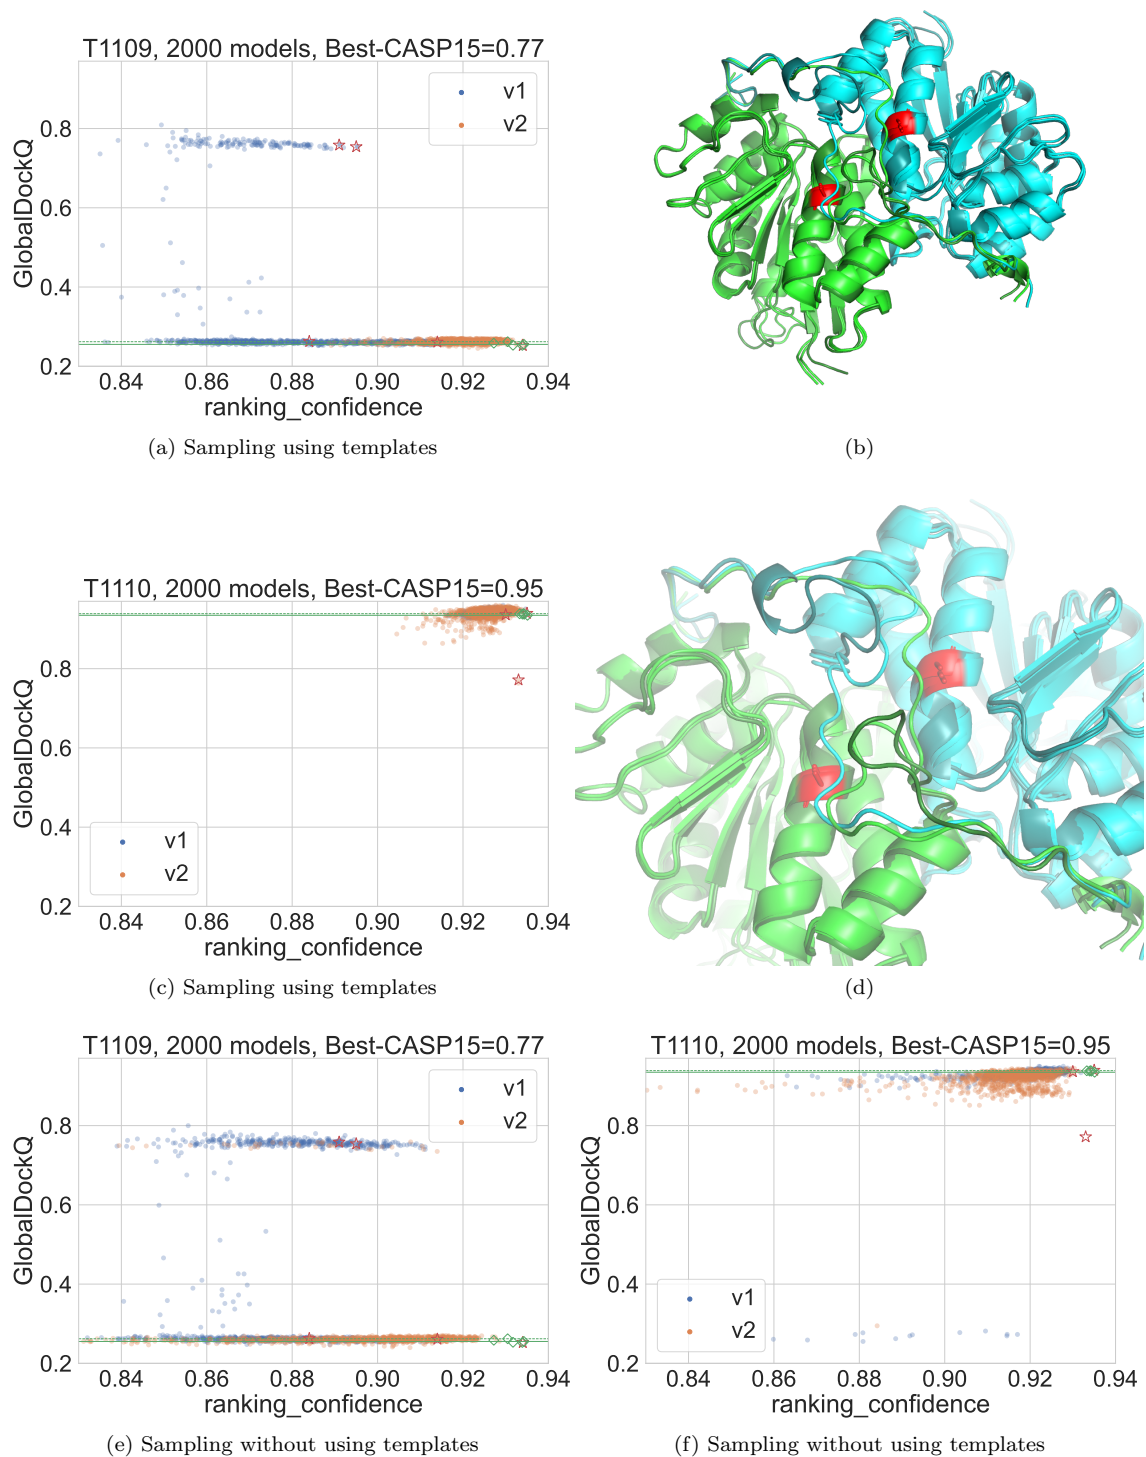 T1109, 2000 models, Best-CASP15=0.77
v1
v2
GlobalDockQ
0.8
0.6
0.4
0.2
0.84 0.86 0.88 0.90 0.92 0.94
ranking_confidence
(a) Sampling using templates
(b)
T1110, 2000 models, Best-CASP15=0.95
GlobalDockQ
0.8
0.6
0.4
0.2
v1
v2
0.84 0.86 0.88 0.90 0.92 0.94
ranking_confidence
(c) Sampling using templates
(d)
T1109, 2000 models, Best-CASP15=0.77
v1
v2
GlobalDockQ
0.8
0.6
0.4
0.2
0.84 0.86 0.88 0.90 0.92 0.94
ranking_confidence
(e) Sampling without using templates
T1110, 2000 models, Best-CASP15=0.95
GlobalDockQ
0.8
0.6
0.4
0.2
v1
v2
0.84 0.86 0.88 0.90 0.92 0.94
ranking_confidence
(f) Sampling without using templates